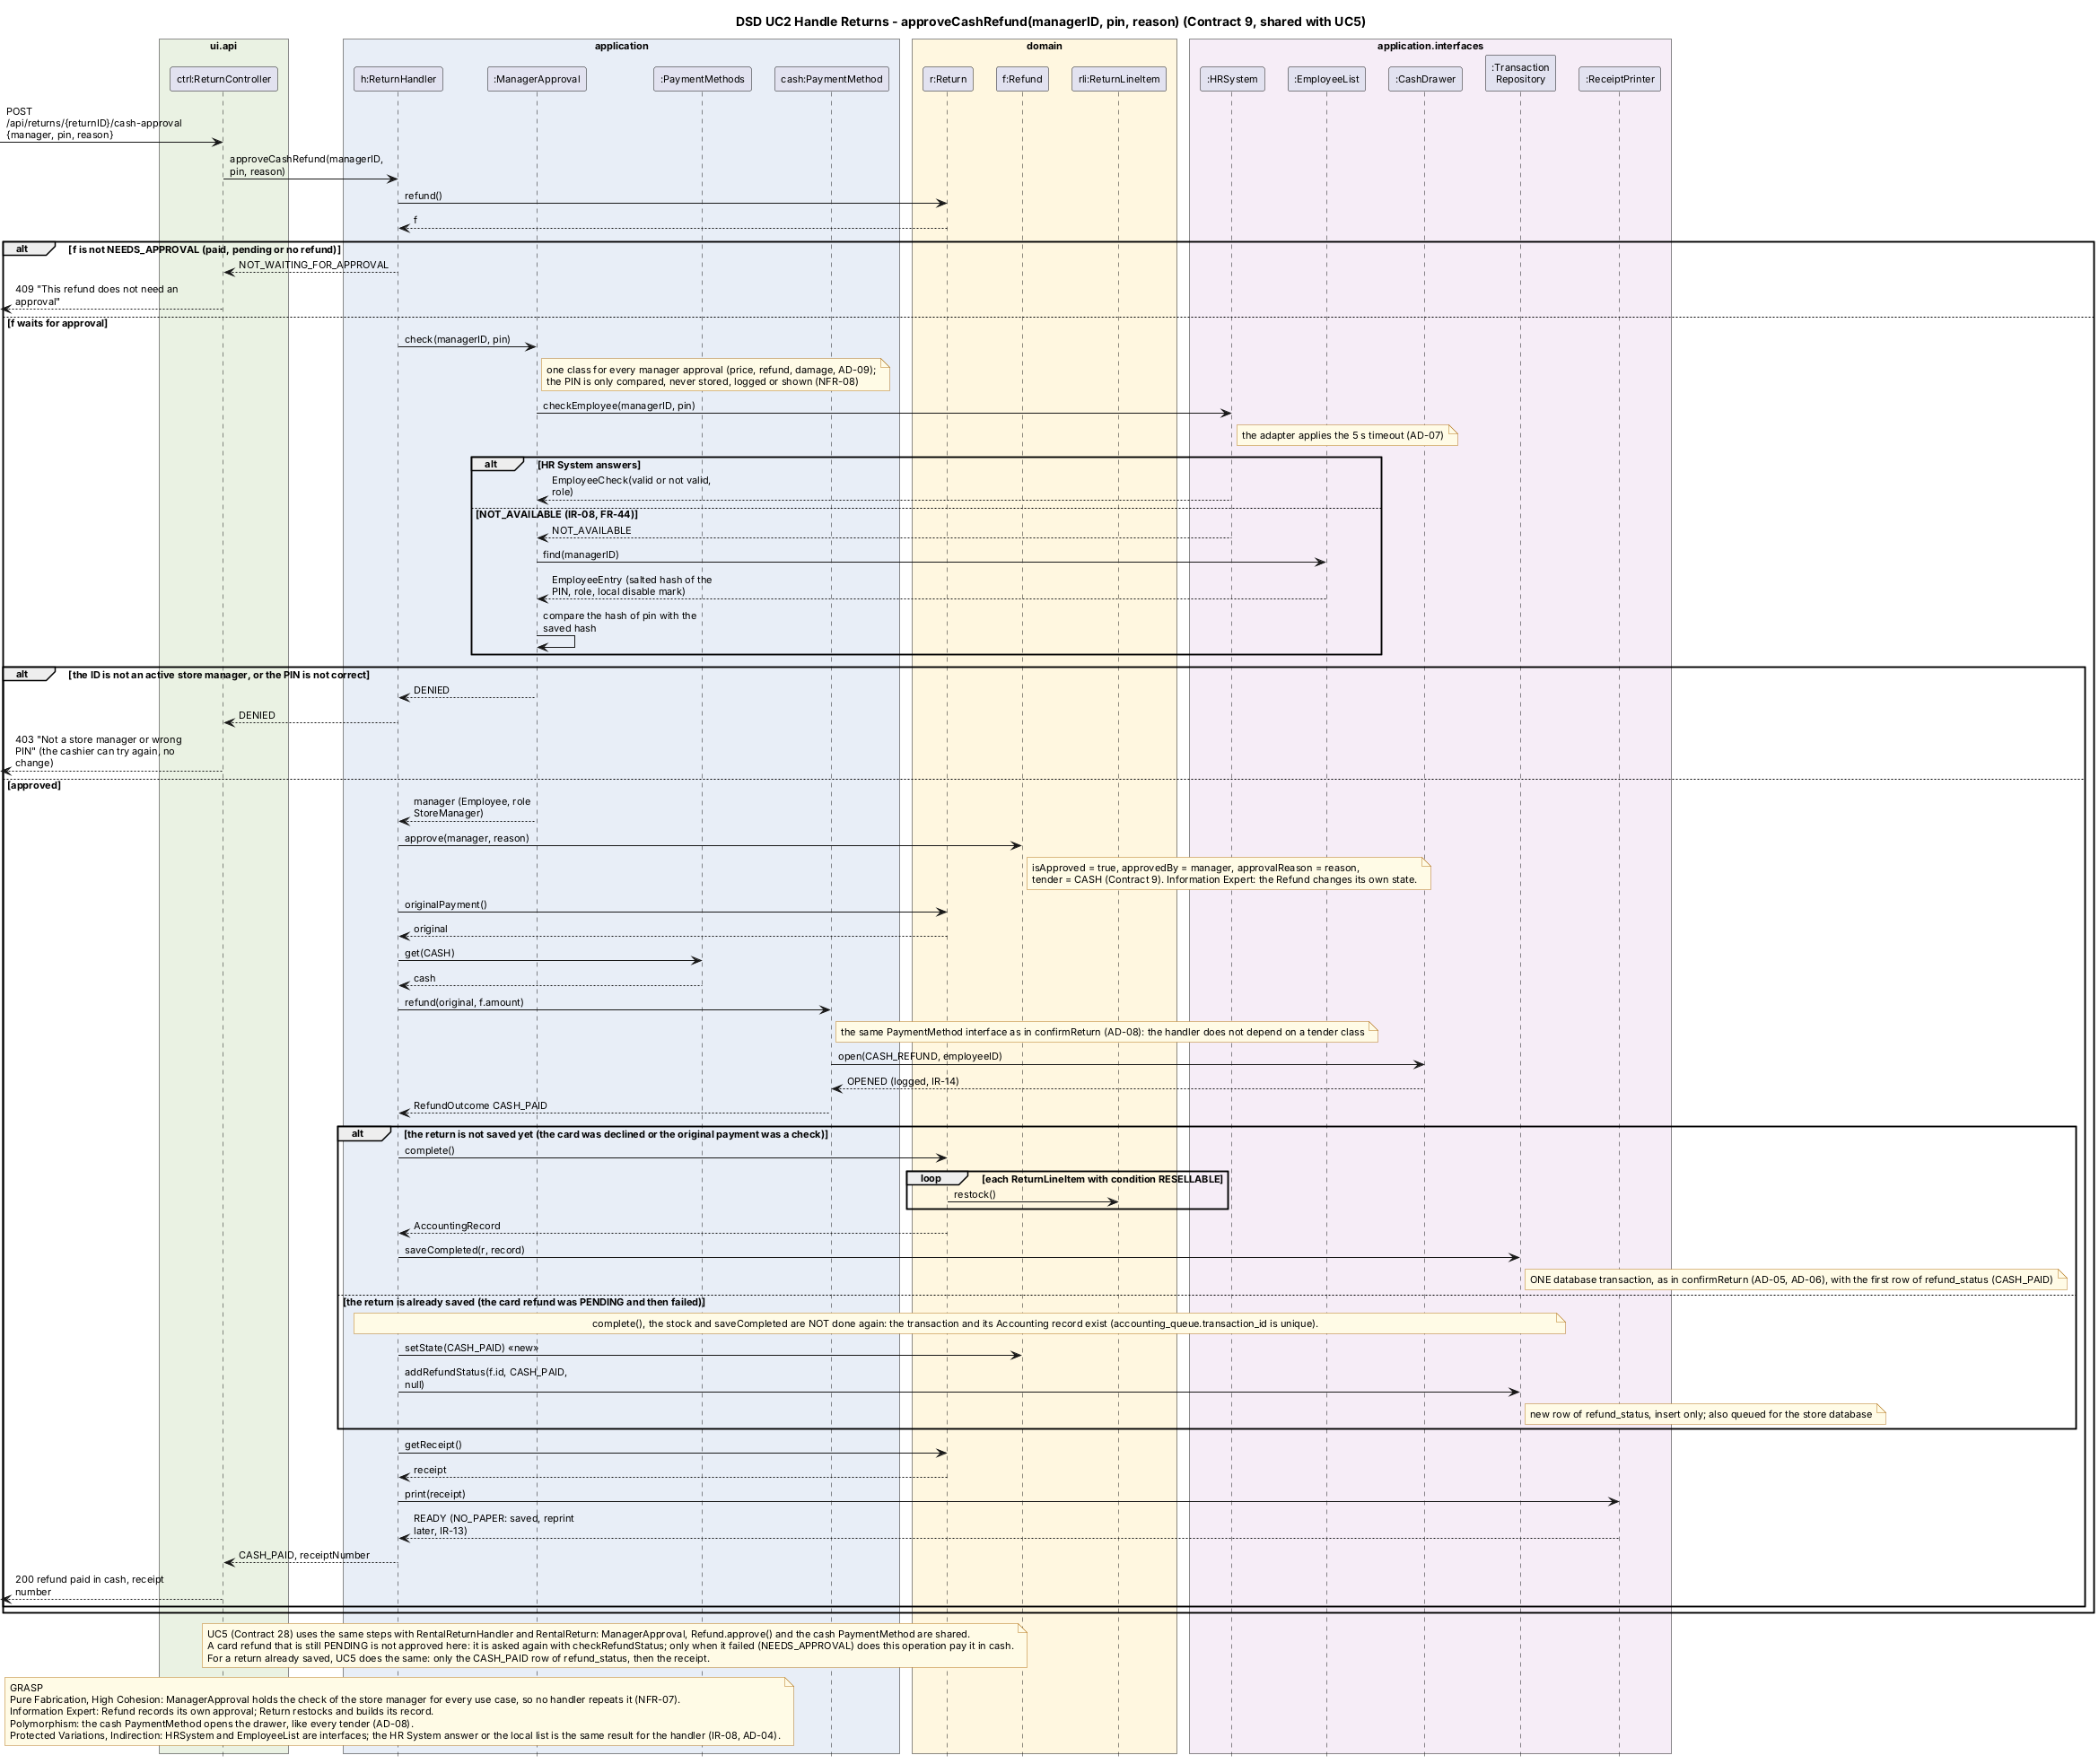 DSD UC2 Handle Returns - approveCashRefund(managerID, pin, reason) (Contract 9, shared with UC5)
ui.api
application
domain
application.interfaces
ctrl:ReturnController
h:ReturnHandler
:ManagerApproval
:PaymentMethods
cash:PaymentMethod
r:Return
f:Refund
rli:ReturnLineItem
:HRSystem
:EmployeeList
:CashDrawer
:Transaction
Repository
:ReceiptPrinter
POST
/api/returns/{returnID}/cash-approval
{manager, pin, reason}
approveCashRefund(managerID,
pin, reason)
refund()
f
alt
[f is not NEEDS_APPROVAL (paid, pending or no refund)]
NOT_WAITING_FOR_APPROVAL
409 "This refund does not need an
approval"
[f waits for approval]
check(managerID, pin)
one class for every manager approval (price, refund, damage, AD-09);
the PIN is only compared, never stored, logged or shown (NFR-08)
checkEmployee(managerID, pin)
the adapter applies the 5 s timeout (AD-07)
alt
[HR System answers]
EmployeeCheck(valid or not valid,
role)
[NOT_AVAILABLE (IR-08, FR-44)]
NOT_AVAILABLE
find(managerID)
EmployeeEntry (salted hash of the
PIN, role, local disable mark)
compare the hash of pin with the
saved hash
alt
[the ID is not an active store manager, or the PIN is not correct]
DENIED
DENIED
403 "Not a store manager or wrong
PIN" (the cashier can try again, no
change)
[approved]
manager (Employee, role
StoreManager)
approve(manager, reason)
isApproved = true, approvedBy = manager, approvalReason = reason,
tender = CASH (Contract 9). Information Expert: the Refund changes its own state.
originalPayment()
original
get(CASH)
cash
refund(original, f.amount)
the same PaymentMethod interface as in confirmReturn (AD-08): the handler does not depend on a tender class
open(CASH_REFUND, employeeID)
OPENED (logged, IR-14)
RefundOutcome CASH_PAID
alt
[the return is not saved yet (the card was declined or the original payment was a check)]
complete()
loop
[each ReturnLineItem with condition RESELLABLE]
restock()
AccountingRecord
saveCompleted(r, record)
ONE database transaction, as in confirmReturn (AD-05, AD-06), with the first row of refund_status (CASH_PAID)
[the return is already saved (the card refund was PENDING and then failed)]
complete(), the stock and saveCompleted are NOT done again: the transaction and its Accounting record exist (accounting_queue.transaction_id is unique).
setState(CASH_PAID) «new»
addRefundStatus(f.id, CASH_PAID,
null)
new row of refund_status, insert only; also queued for the store database
getReceipt()
receipt
print(receipt)
READY (NO_PAPER: saved, reprint
later, IR-13)
CASH_PAID, receiptNumber
200 refund paid in cash, receipt
number
UC5 (Contract 28) uses the same steps with RentalReturnHandler and RentalReturn: ManagerApproval, Refund.approve() and the cash PaymentMethod are shared.
A card refund that is still PENDING is not approved here: it is asked again with checkRefundStatus; only when it failed (NEEDS_APPROVAL) does this operation pay it in cash.
For a return already saved, UC5 does the same: only the CASH_PAID row of refund_status, then the receipt.
GRASP
Pure Fabrication, High Cohesion: ManagerApproval holds the check of the store manager for every use case, so no handler repeats it (NFR-07).
Information Expert: Refund records its own approval; Return restocks and builds its record.
Polymorphism: the cash PaymentMethod opens the drawer, like every tender (AD-08).
Protected Variations, Indirection: HRSystem and EmployeeList are interfaces; the HR System answer or the local list is the same result for the handler (IR-08, AD-04).